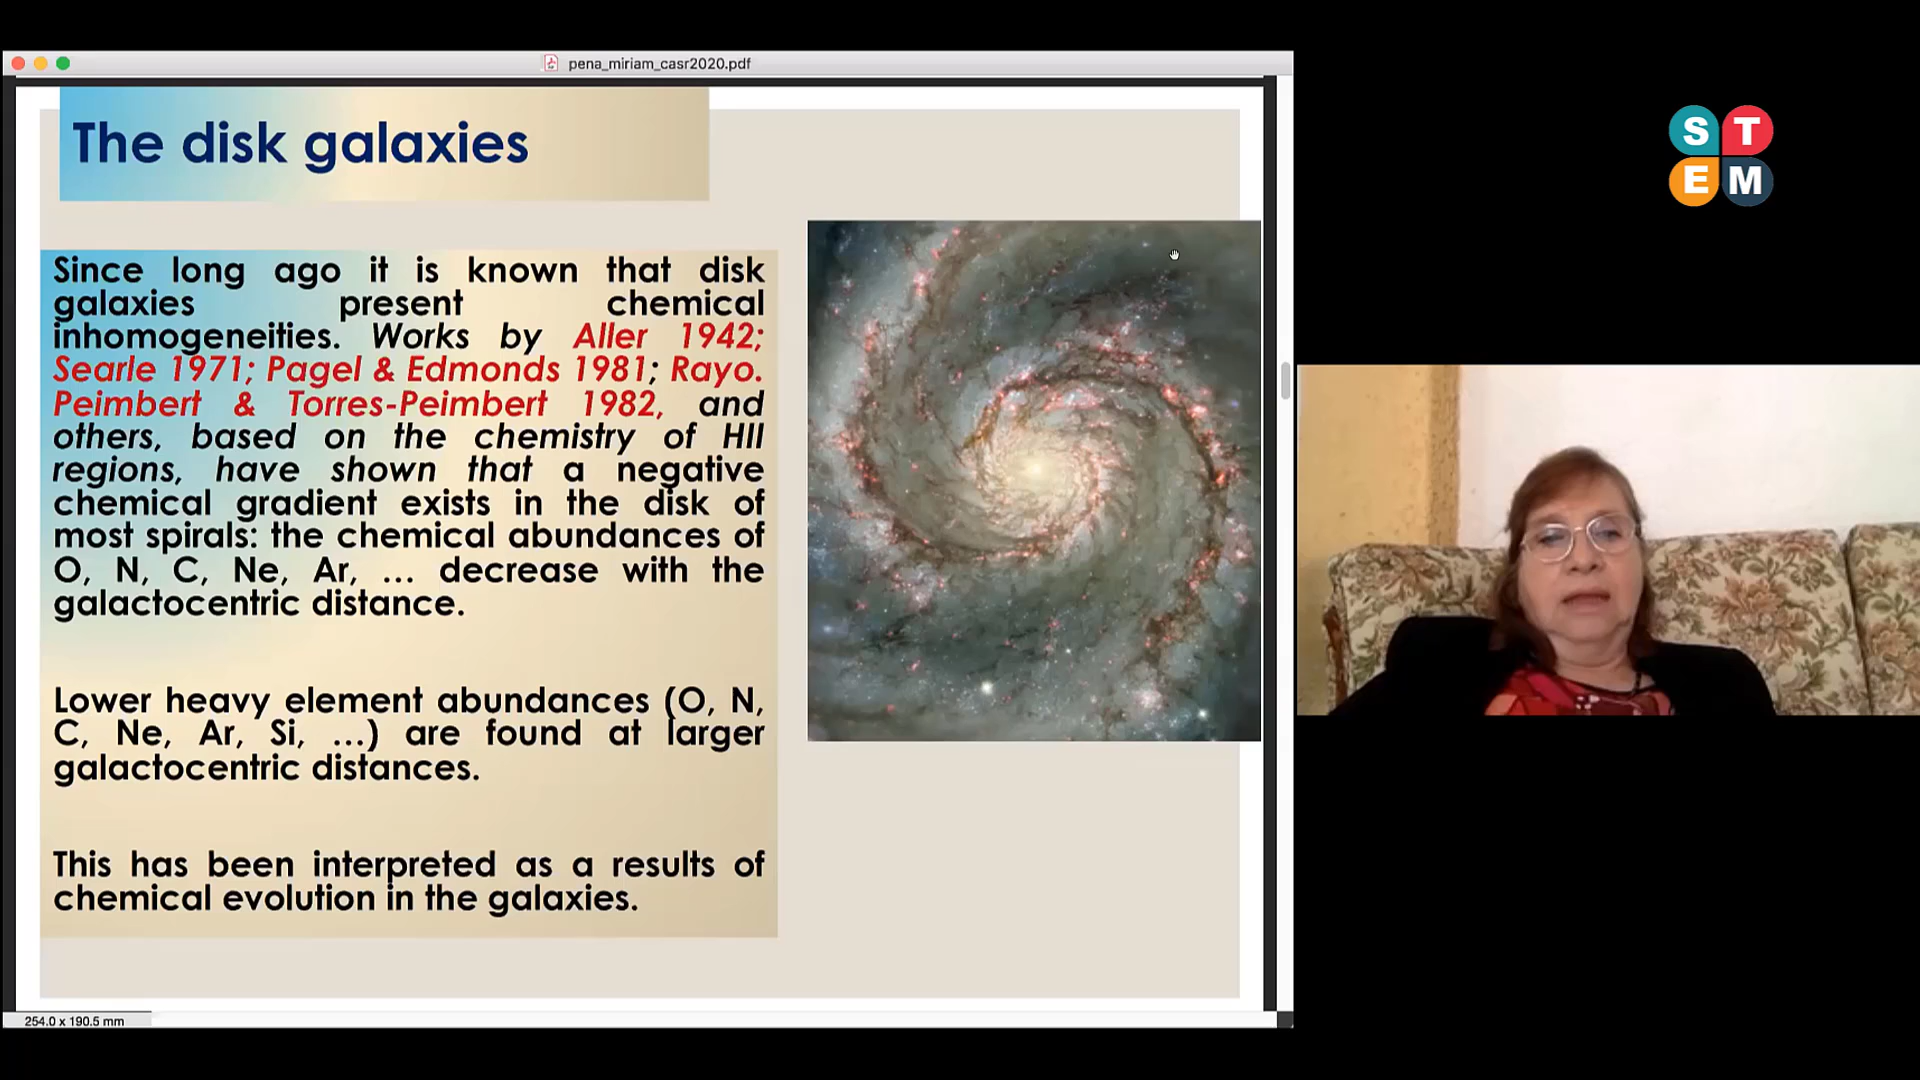 pena_miriam_casr2020.pdf
The disk galaxies
Since long ago it is known that disk
galaxies present chemical
inhomogeneities. Works by Aller 1942;
Searle 1971; Pagel & Edmonds 1981; Rayo.
Peimbert & Torres-Peimbert 1982, and
others, based on the chemistry of HII
regions, have shown that a negative
chemical gradient exists in the disk of
most spirals: the chemical abundances of
O, N, C, Ne, Ar, … decrease with the
galactocentric distance.
Lower heavy element abundances (O, N,
C, Ne, Ar, Si, …) are found at larger
galactocentric distances.
This has been interpreted as a results of
chemical evolution in the galaxies.
254.0 x 190.5 mm
S T
E M